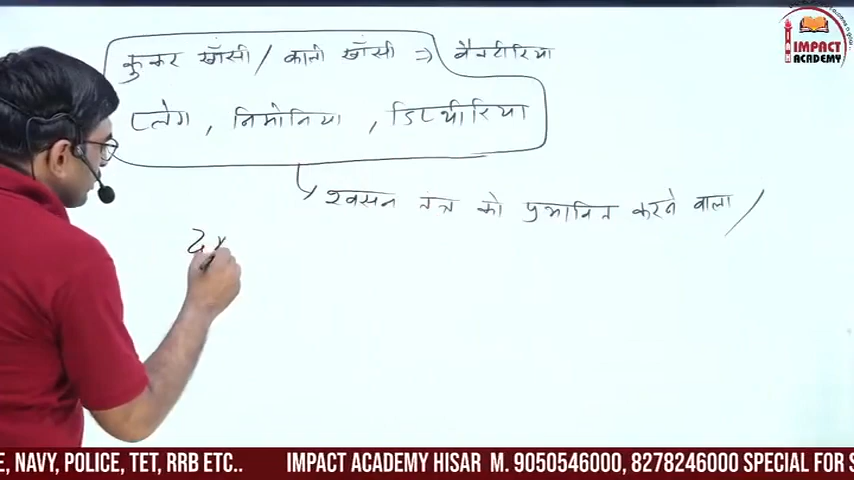 IMPACT
ACADEMY
कुकर खाँसी / काली खाँसी ⇒ बैक्टीरिया
प्लेग , निमोनिया , डिप्थीरिया
श्वसन तंत्र को प्रभावित करने वाला /
E, NAVY, POLICE, TET, RRB ETC.. IMPACT ACADEMY HISAR M. 9050546000, 8278246000 SPECIAL FOR S